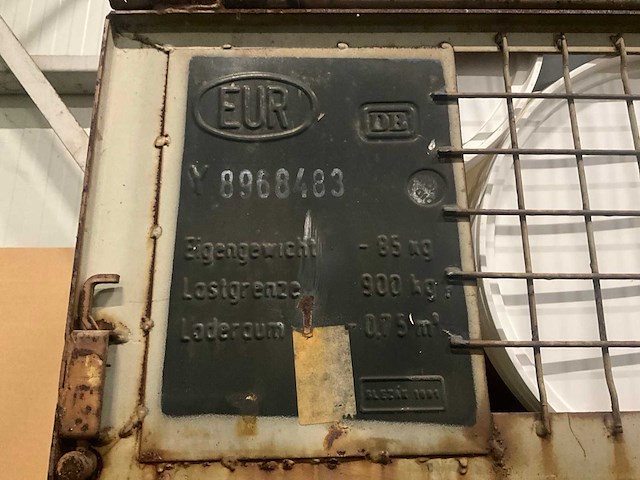 EUR
DB
Y 8968483
Eigengewicht - 85 kg
Lastgrenze 900 kg
Laderaum - 0,75 m³